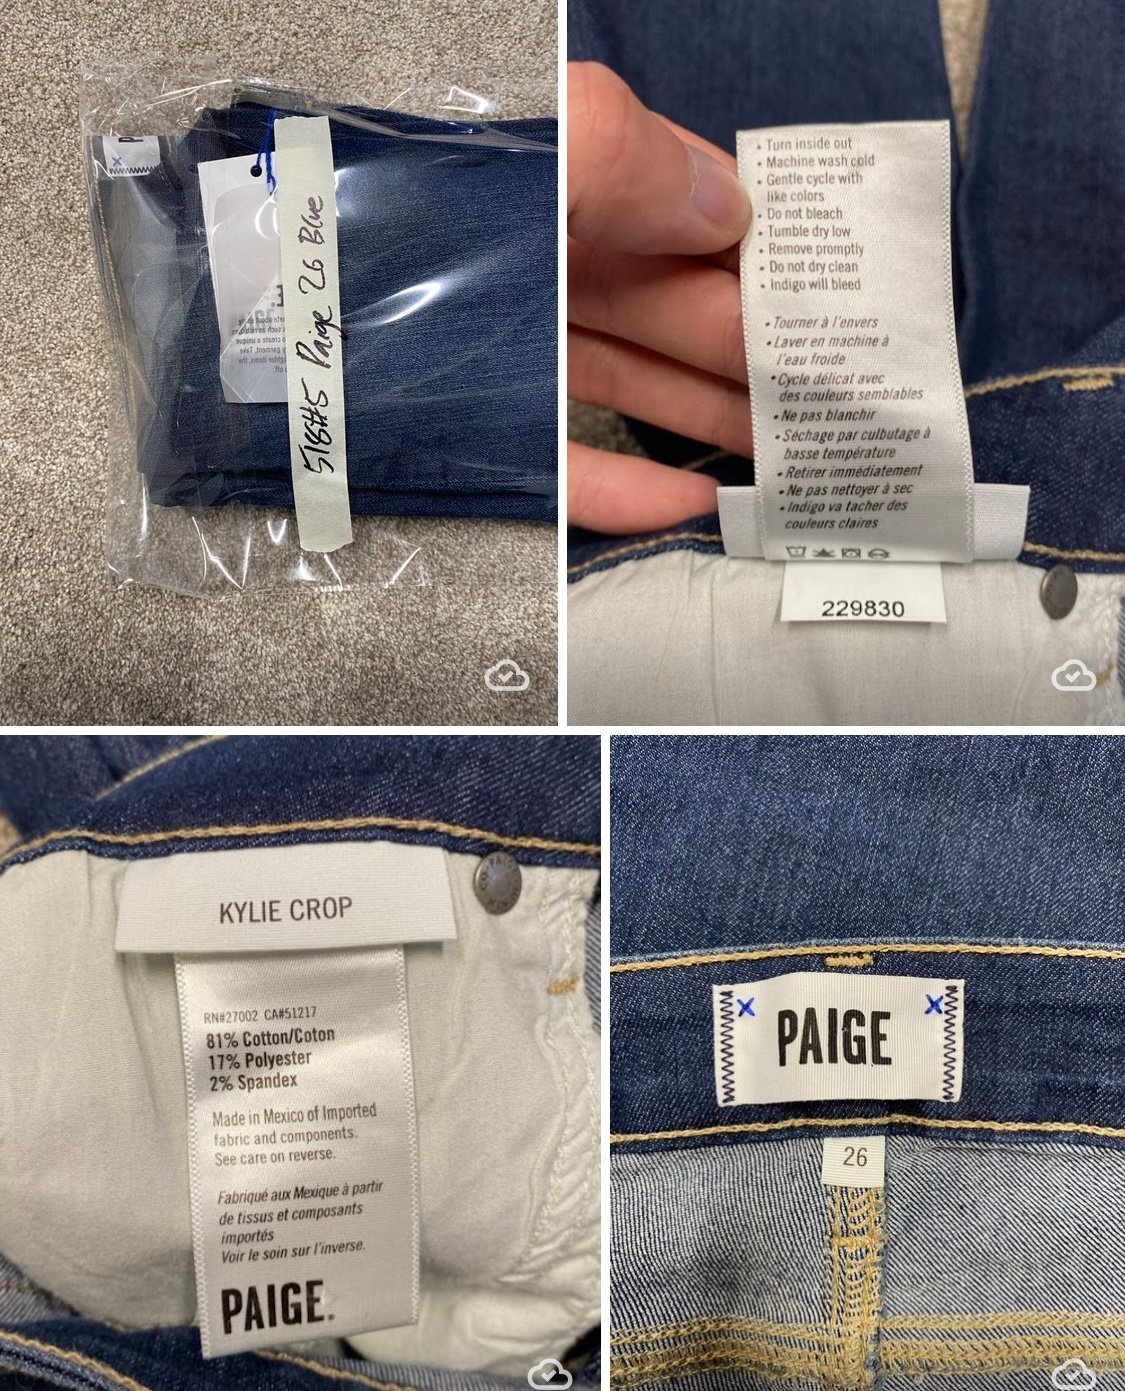 518#5 Paige 26 Blue
• Turn inside out
• Machine wash cold
• Gentle cycle with
like colors
• Do not bleach
• Tumble dry low
• Remove promptly
• Do not dry clean
• Indigo will bleed
• Tourner à l'envers
• Laver en machine à
l'eau froide
• Cycle délicat avec
des couleurs semblables
• Ne pas blanchir
• Séchage par culbutage à
basse température
• Retirer immédiatement
• Ne pas nettoyer à sec
• Indigo va tacher des
couleurs claires
229830
KYLIE CROP
RN#27002 CA#51217
81% Cotton/Coton
17% Polyester
2% Spandex
Made in Mexico of Imported
fabric and components.
See care on reverse.
Fabriqué aux Mexique à partir
de tissus et composants
importés
Voir le soin sur l'inverse.
PAIGE.
PAIGE
26